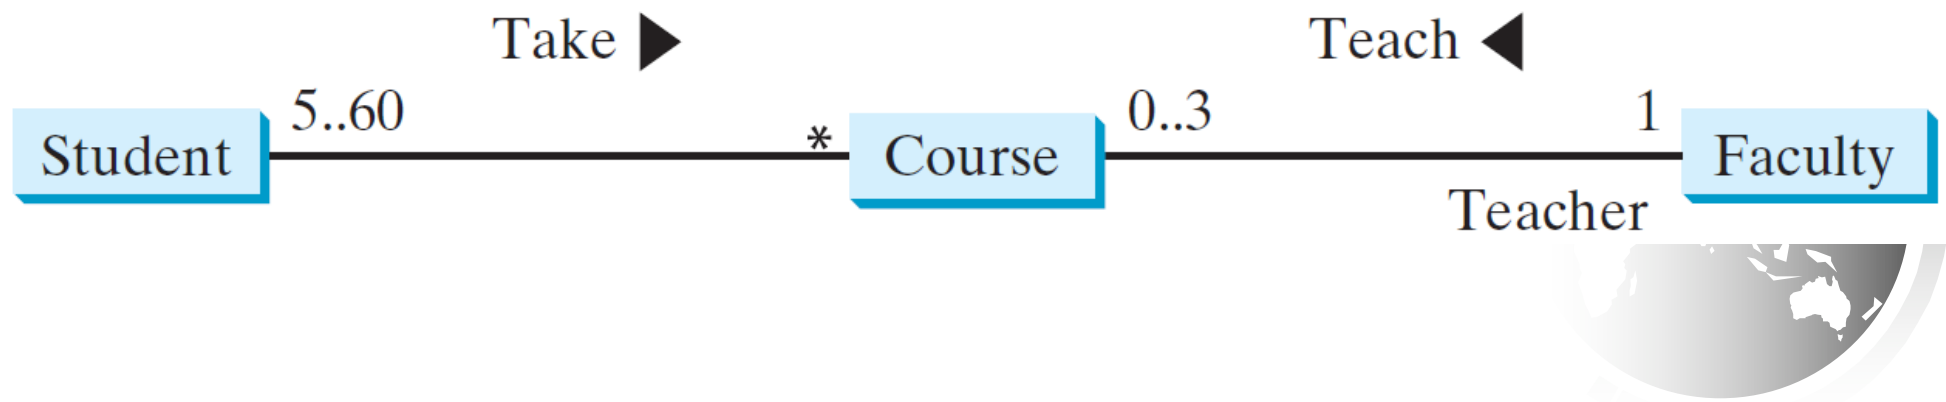 Take ▶ Teach ◀
5..60 * 0..3 1
Student Course Faculty
Teacher